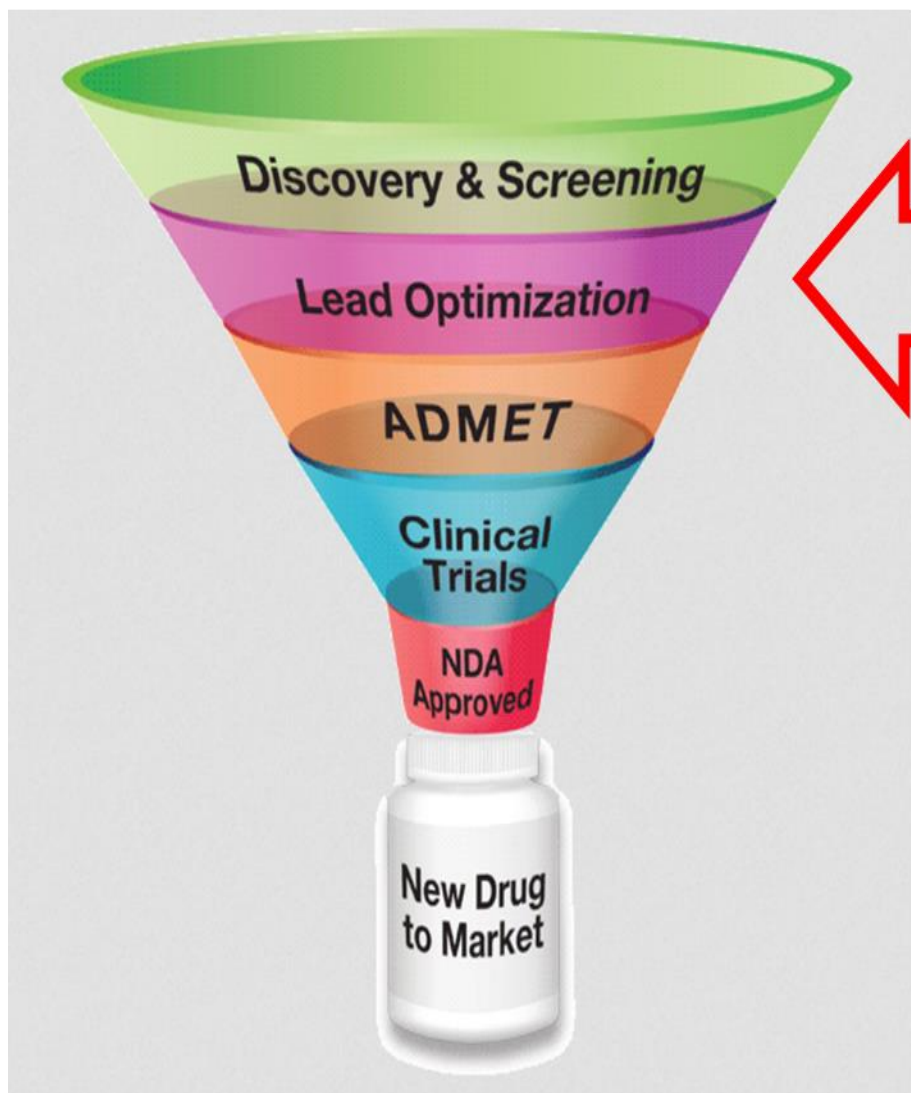 Discovery & Screening
Lead Optimization
ADMET
Clinical
Trials
NDA
Approved
New Drug
to Market